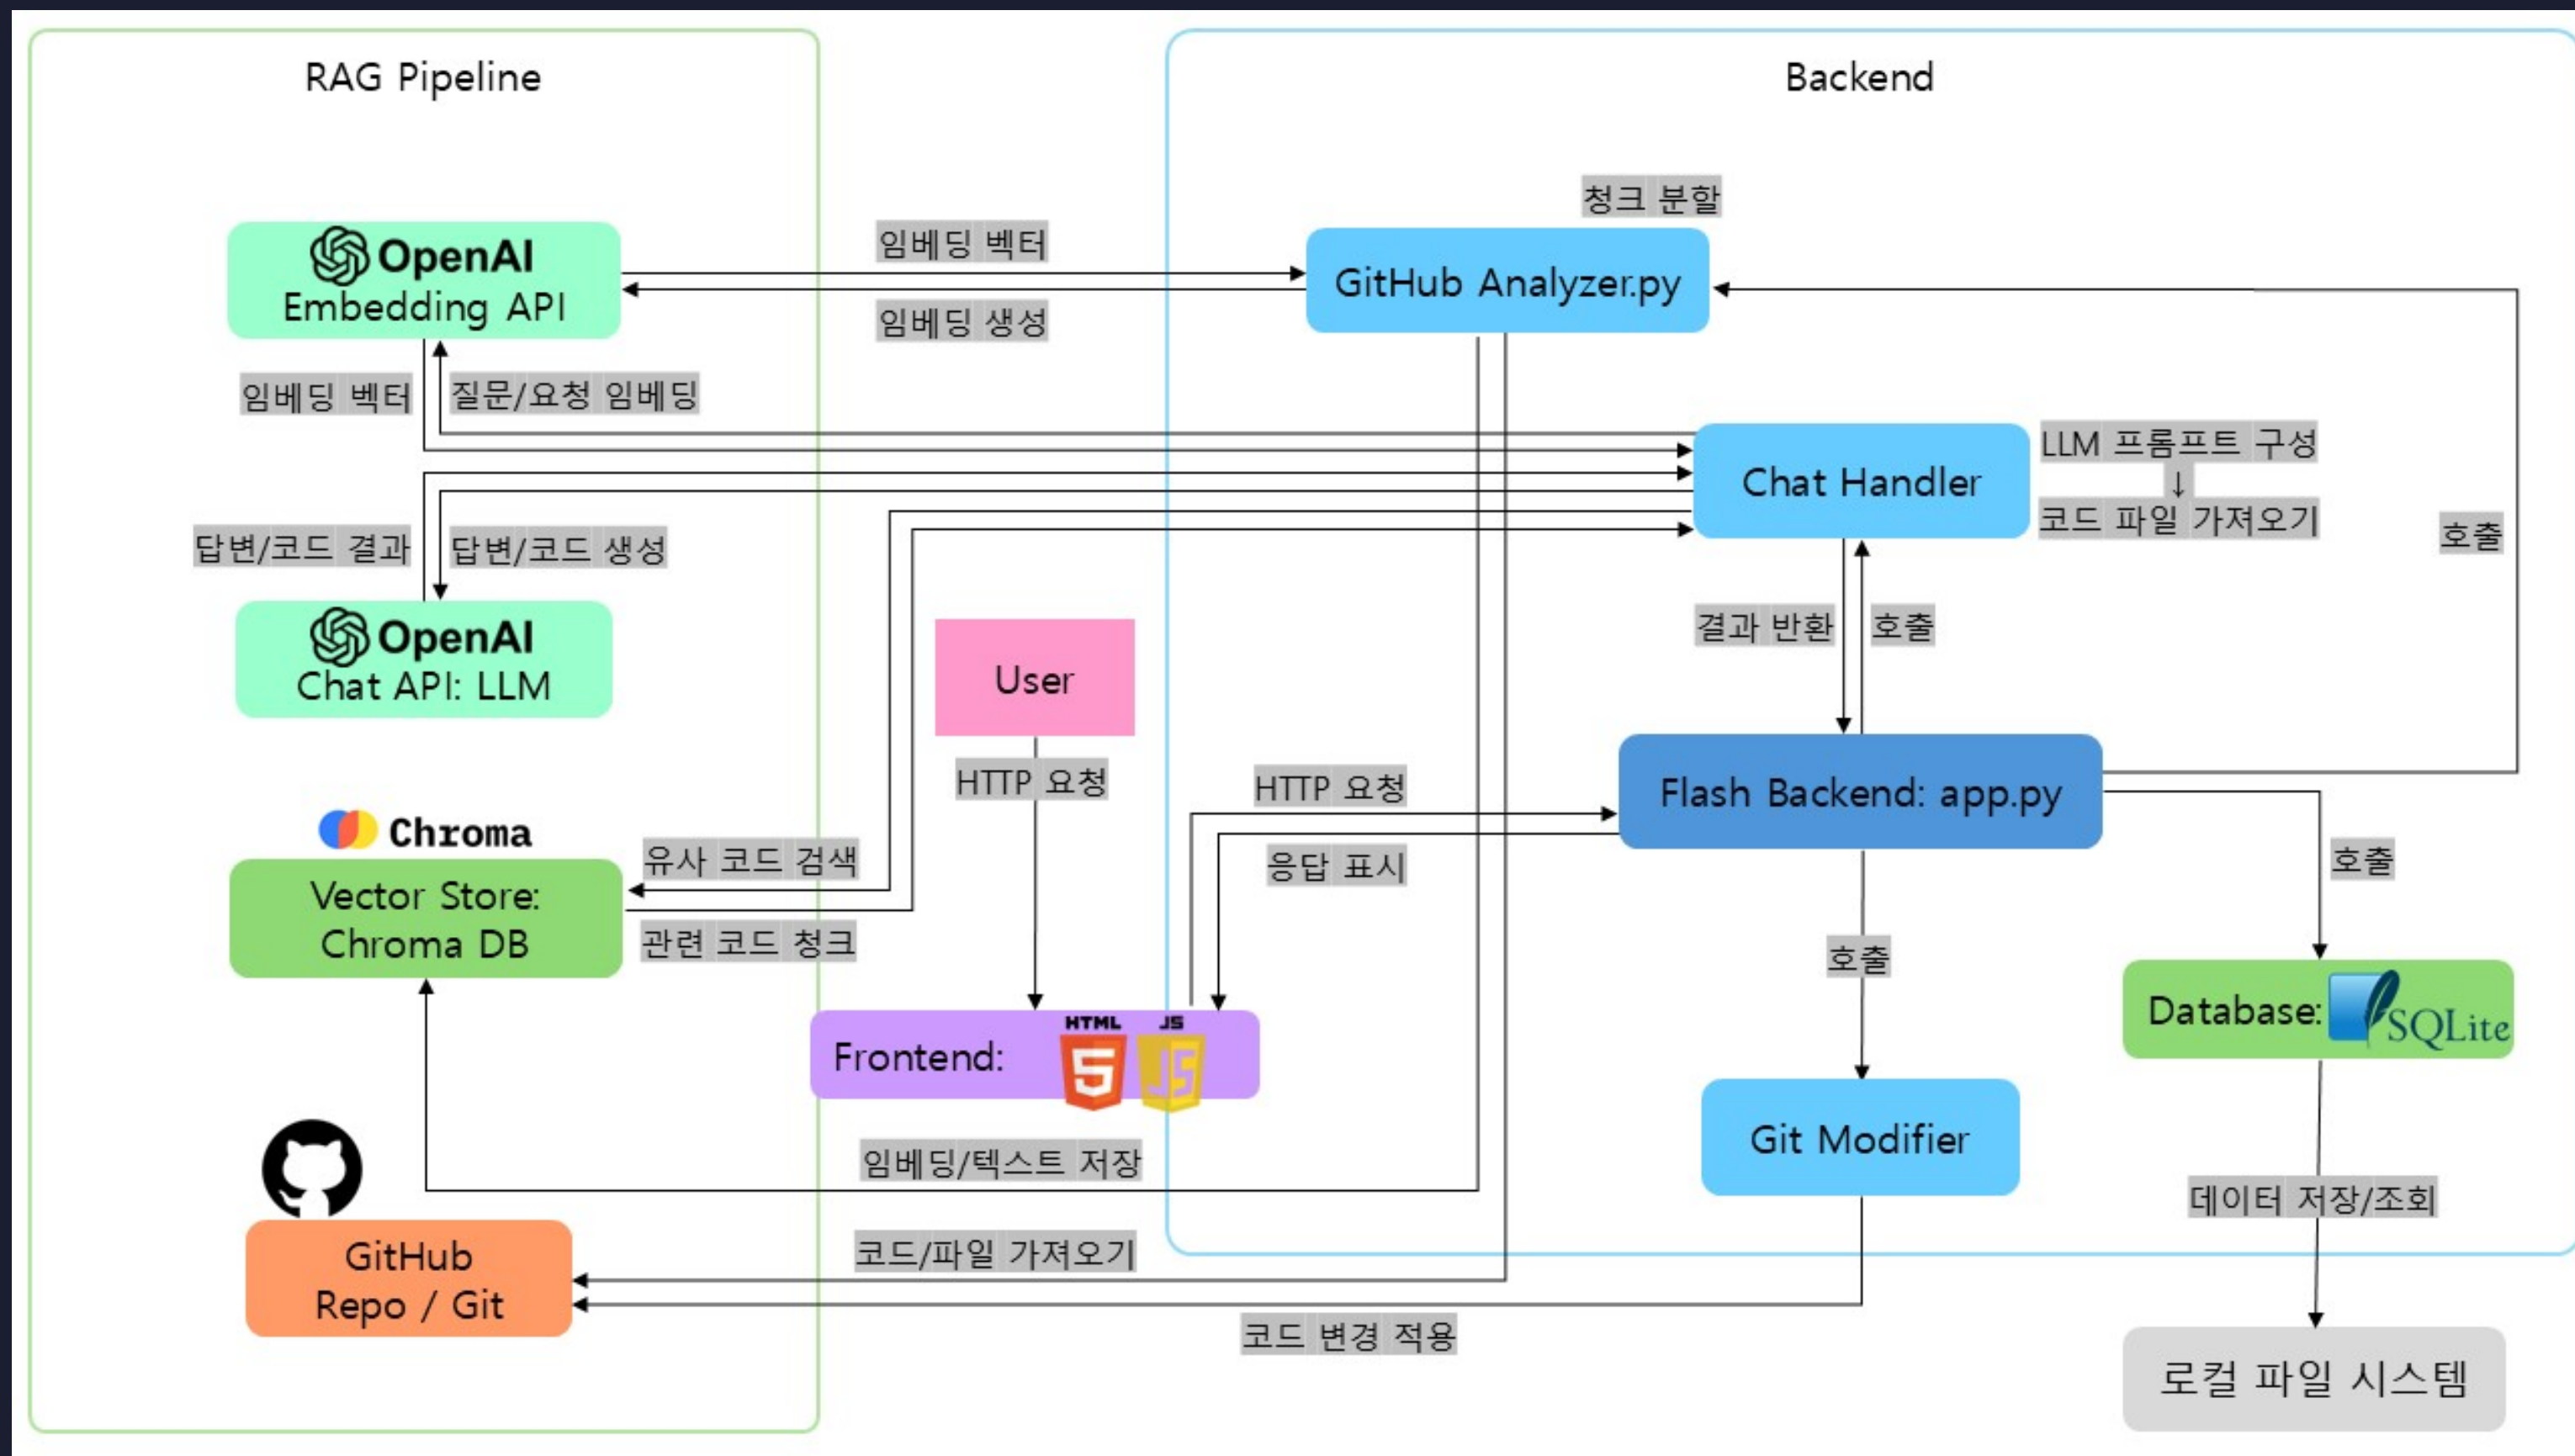 RAG Pipeline
Backend
청크 분할
OpenAI
Embedding API
임베딩 벡터
임베딩 생성
GitHub Analyzer.py
임베딩 벡터
질문/요청 임베딩
Chat Handler
LLM 프롬프트 구성
↓
코드 파일 가져오기
호출
답변/코드 결과
답변/코드 생성
OpenAI
Chat API: LLM
User
결과 반환
호출
HTTP 요청
HTTP 요청
Flash Backend: app.py
Chroma
Vector Store:
Chroma DB
유사 코드 검색
관련 코드 청크
응답 표시
호출
호출
Frontend:
HTML
5
JS
JS
Database:
SQLite
Git Modifier
임베딩/텍스트 저장
데이터 저장/조회
GitHub
Repo / Git
코드/파일 가져오기
코드 변경 적용
로컬 파일 시스템